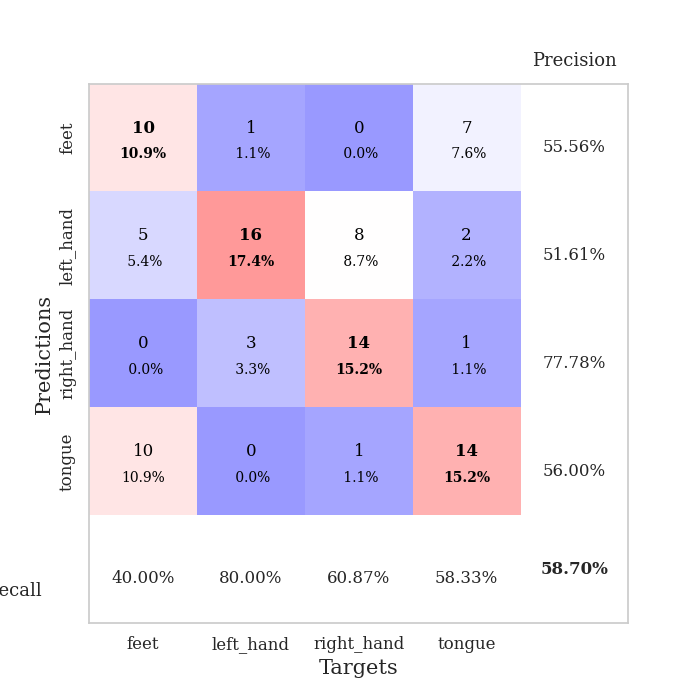 Precision
feet 10 1 0 7 55.56%
10.9% 1.1% 0.0% 7.6%
left_hand 5 16 8 2 51.61%
5.4% 17.4% 8.7% 2.2%
Predictions
right_hand 0 3 14 1 77.78%
0.0% 3.3% 15.2% 1.1%
tongue 10 0 1 14 56.00%
10.9% 0.0% 1.1% 15.2%
ecall 40.00% 80.00% 60.87% 58.33% 58.70%
feet left_hand right_hand tongue
Targets